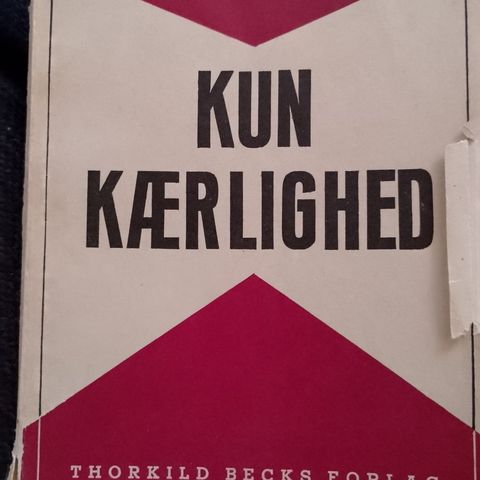 KUN
KÆRLIGHED
THORKILD BECKS FORLAG